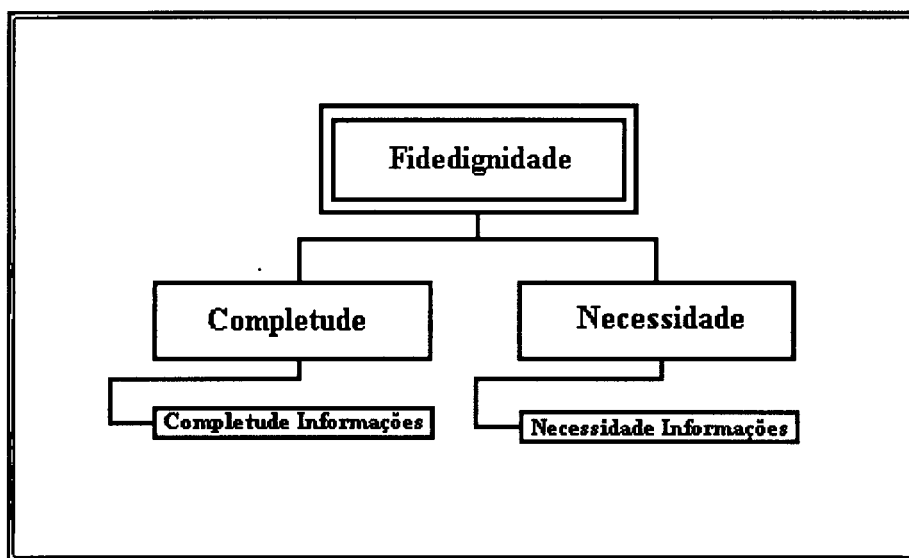 Fidedignidade
Completude
Necessidade
Completude Informações
Necessidade Informações